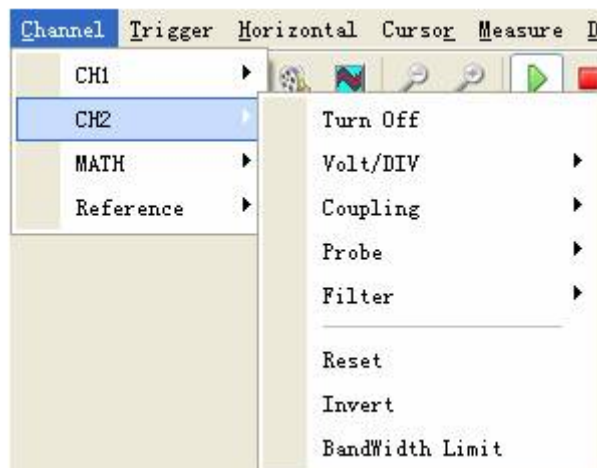 Channel Trigger Horizontal Cursor Measure D
CH1
CH2
MATH
Reference
Turn Off
Volt/DIV
Coupling
Probe
Filter
Reset
Invert
BandWidth Limit